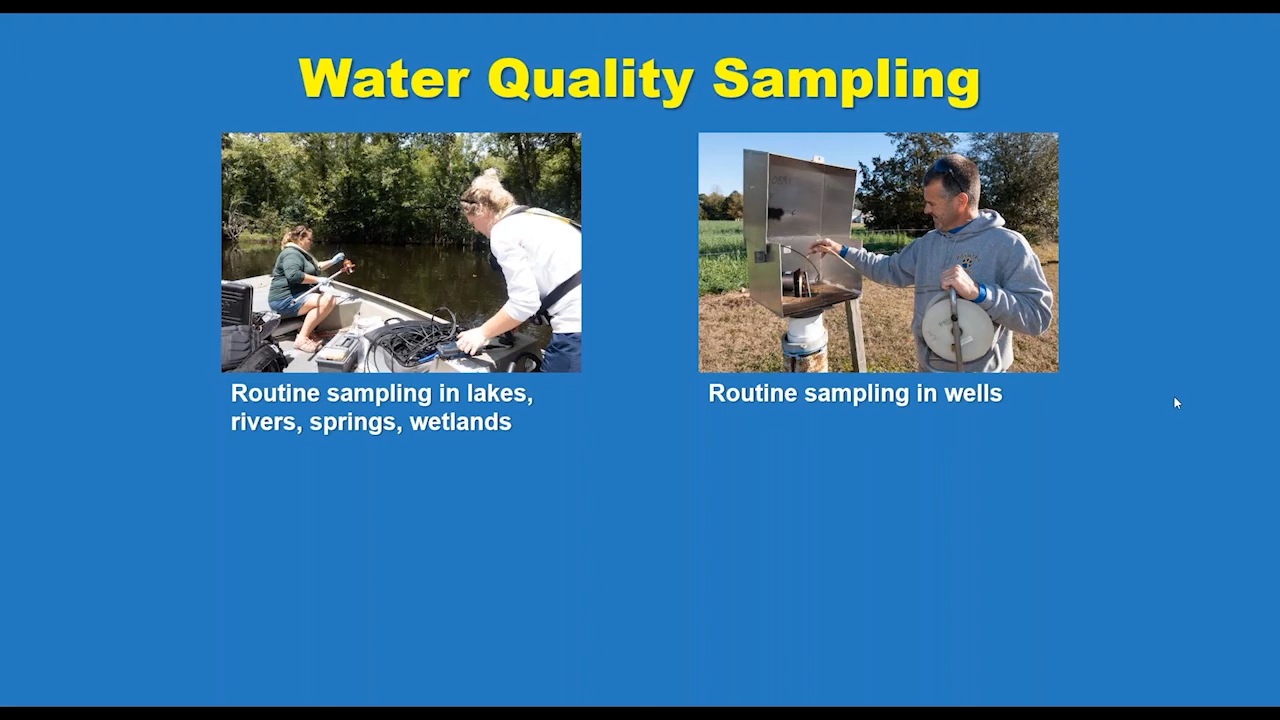 Water Quality Sampling
Routine sampling in lakes,
rivers, springs, wetlands
Routine sampling in wells